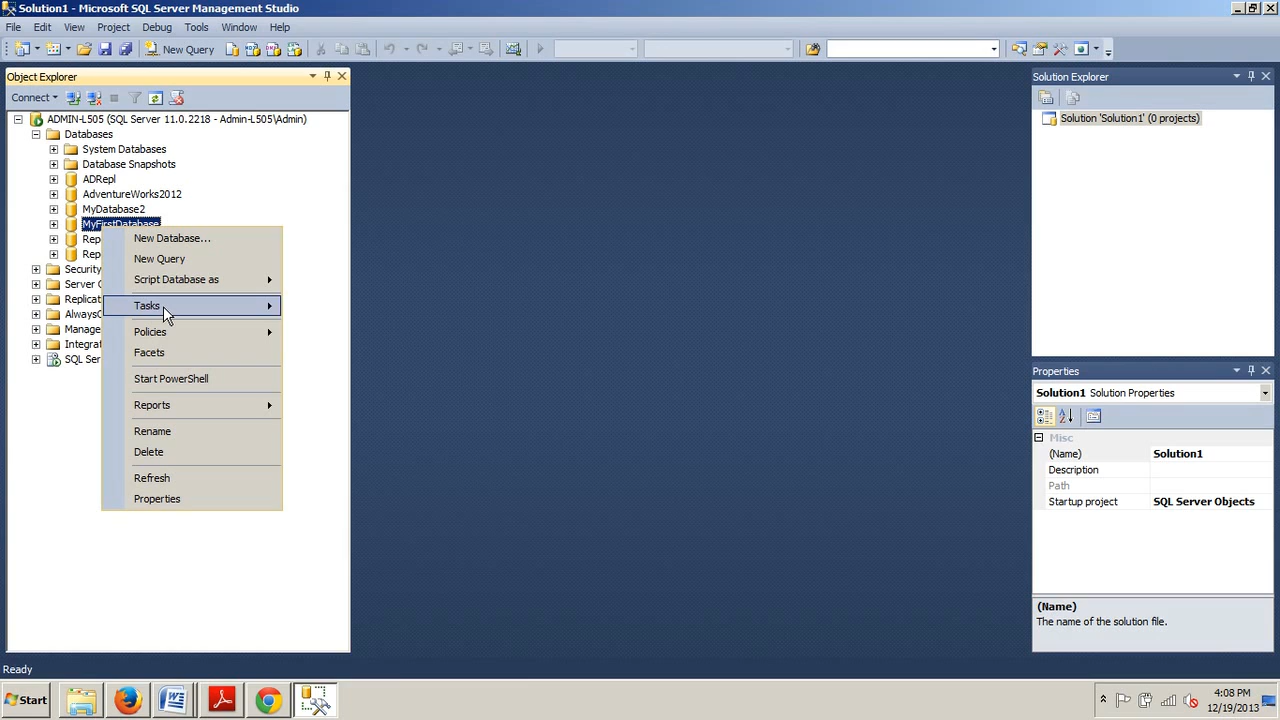 Solution1 - Microsoft SQL Server Management Studio
File Edit View Project Debug Tools Window Help
New Query
Object Explorer
Connect
ADMIN-L505 (SQL Server 11.0.2218 - Admin-L505\Admin)
Databases
System Databases
Database Snapshots
ADRepl
AdventureWorks2012
MyDatabase2
MyFirstDatabase
Rep
Rep
Security
Server O
Replicat
AlwaysO
Manage
Integrat
SQL Ser
New Database...
New Query
Script Database as
Tasks
Policies
Facets
Start PowerShell
Reports
Rename
Delete
Refresh
Properties
Solution Explorer
Solution 'Solution1' (0 projects)
Properties
Solution1 Solution Properties
Misc
(Name) Solution1
Description
Path
Startup project SQL Server Objects
(Name)
The name of the solution file.
Ready
Start
4:08 PM
12/19/2013